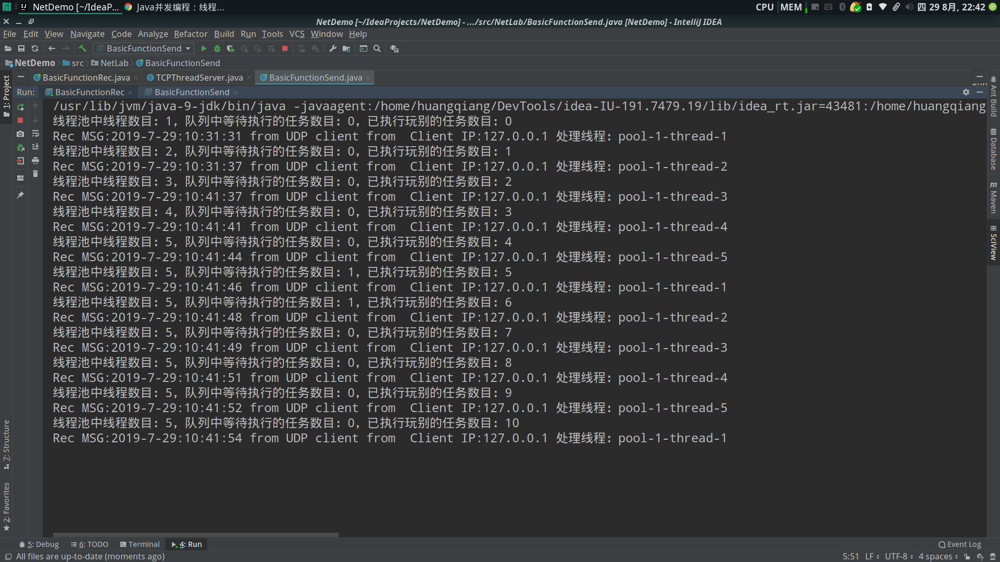 NetDemo [~/IdeaP... Java并发编程：线程... CPU MEM 四 29 8月, 22:42
NetDemo [~/IdeaProjects/NetDemo] - .../src/NetLab/BasicFunctionSend.java [NetDemo] - IntelliJ IDEA
File Edit View Navigate Code Analyze Refactor Build Run Tools VCS Window Help
BasicFunctionSend
NetDemo src NetLab BasicFunctionSend
BasicFunctionRec.java TCPThreadServer.java BasicFunctionSend.java
Run: BasicFunctionRec BasicFunctionSend
/usr/lib/jvm/java-9-jdk/bin/java -javaagent:/home/huangqiang/DevTools/idea-IU-191.7479.19/lib/idea_rt.jar=43481:/home/huangqiang
线程池中线程数目：1，队列中等待执行的任务数目：0，已执行玩别的任务数目：0
Rec MSG:2019-7-29:10:31:31 from UDP client from  Client IP:127.0.0.1 处理线程：pool-1-thread-1
线程池中线程数目：2，队列中等待执行的任务数目：0，已执行玩别的任务数目：1
Rec MSG:2019-7-29:10:31:37 from UDP client from  Client IP:127.0.0.1 处理线程：pool-1-thread-2
线程池中线程数目：3，队列中等待执行的任务数目：0，已执行玩别的任务数目：2
Rec MSG:2019-7-29:10:41:37 from UDP client from  Client IP:127.0.0.1 处理线程：pool-1-thread-3
线程池中线程数目：4，队列中等待执行的任务数目：0，已执行玩别的任务数目：3
Rec MSG:2019-7-29:10:41:41 from UDP client from  Client IP:127.0.0.1 处理线程：pool-1-thread-4
线程池中线程数目：5，队列中等待执行的任务数目：0，已执行玩别的任务数目：4
Rec MSG:2019-7-29:10:41:44 from UDP client from  Client IP:127.0.0.1 处理线程：pool-1-thread-5
线程池中线程数目：5，队列中等待执行的任务数目：1，已执行玩别的任务数目：5
Rec MSG:2019-7-29:10:41:46 from UDP client from  Client IP:127.0.0.1 处理线程：pool-1-thread-1
线程池中线程数目：5，队列中等待执行的任务数目：1，已执行玩别的任务数目：6
Rec MSG:2019-7-29:10:41:48 from UDP client from  Client IP:127.0.0.1 处理线程：pool-1-thread-2
线程池中线程数目：5，队列中等待执行的任务数目：0，已执行玩别的任务数目：7
Rec MSG:2019-7-29:10:41:49 from UDP client from  Client IP:127.0.0.1 处理线程：pool-1-thread-3
线程池中线程数目：5，队列中等待执行的任务数目：0，已执行玩别的任务数目：8
Rec MSG:2019-7-29:10:41:51 from UDP client from  Client IP:127.0.0.1 处理线程：pool-1-thread-4
线程池中线程数目：5，队列中等待执行的任务数目：0，已执行玩别的任务数目：9
Rec MSG:2019-7-29:10:41:52 from UDP client from  Client IP:127.0.0.1 处理线程：pool-1-thread-5
线程池中线程数目：5，队列中等待执行的任务数目：0，已执行玩别的任务数目：10
Rec MSG:2019-7-29:10:41:54 from UDP client from  Client IP:127.0.0.1 处理线程：pool-1-thread-1
1: Project
7: Structure
2: Favorites
Ant Build
Database
Maven
SciView
5: Debug 6: TODO Terminal 4: Run Event Log
All files are up-to-date (moments ago) 5:51 LF UTF-8 4 spaces